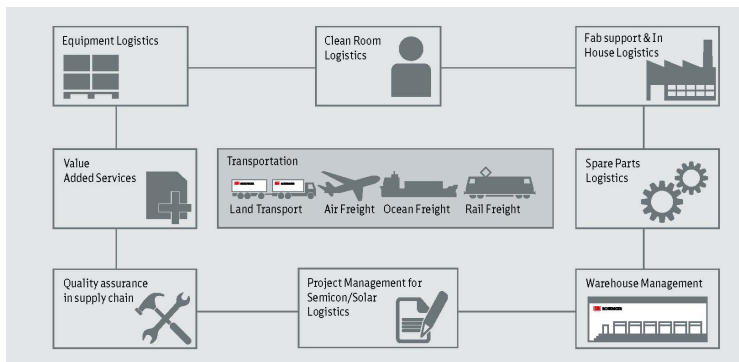 Equipment Logistics
Clean Room
Logistics
Fab support & In
House Logistics
Value
Added Services
Transportation
Land Transport
Air Freight
Ocean Freight
Rail Freight
Spare Parts
Logistics
Quality assurance
in supply chain
Project Management for
Semicon/Solar
Logistics
Warehouse Management
DB SCHENKER